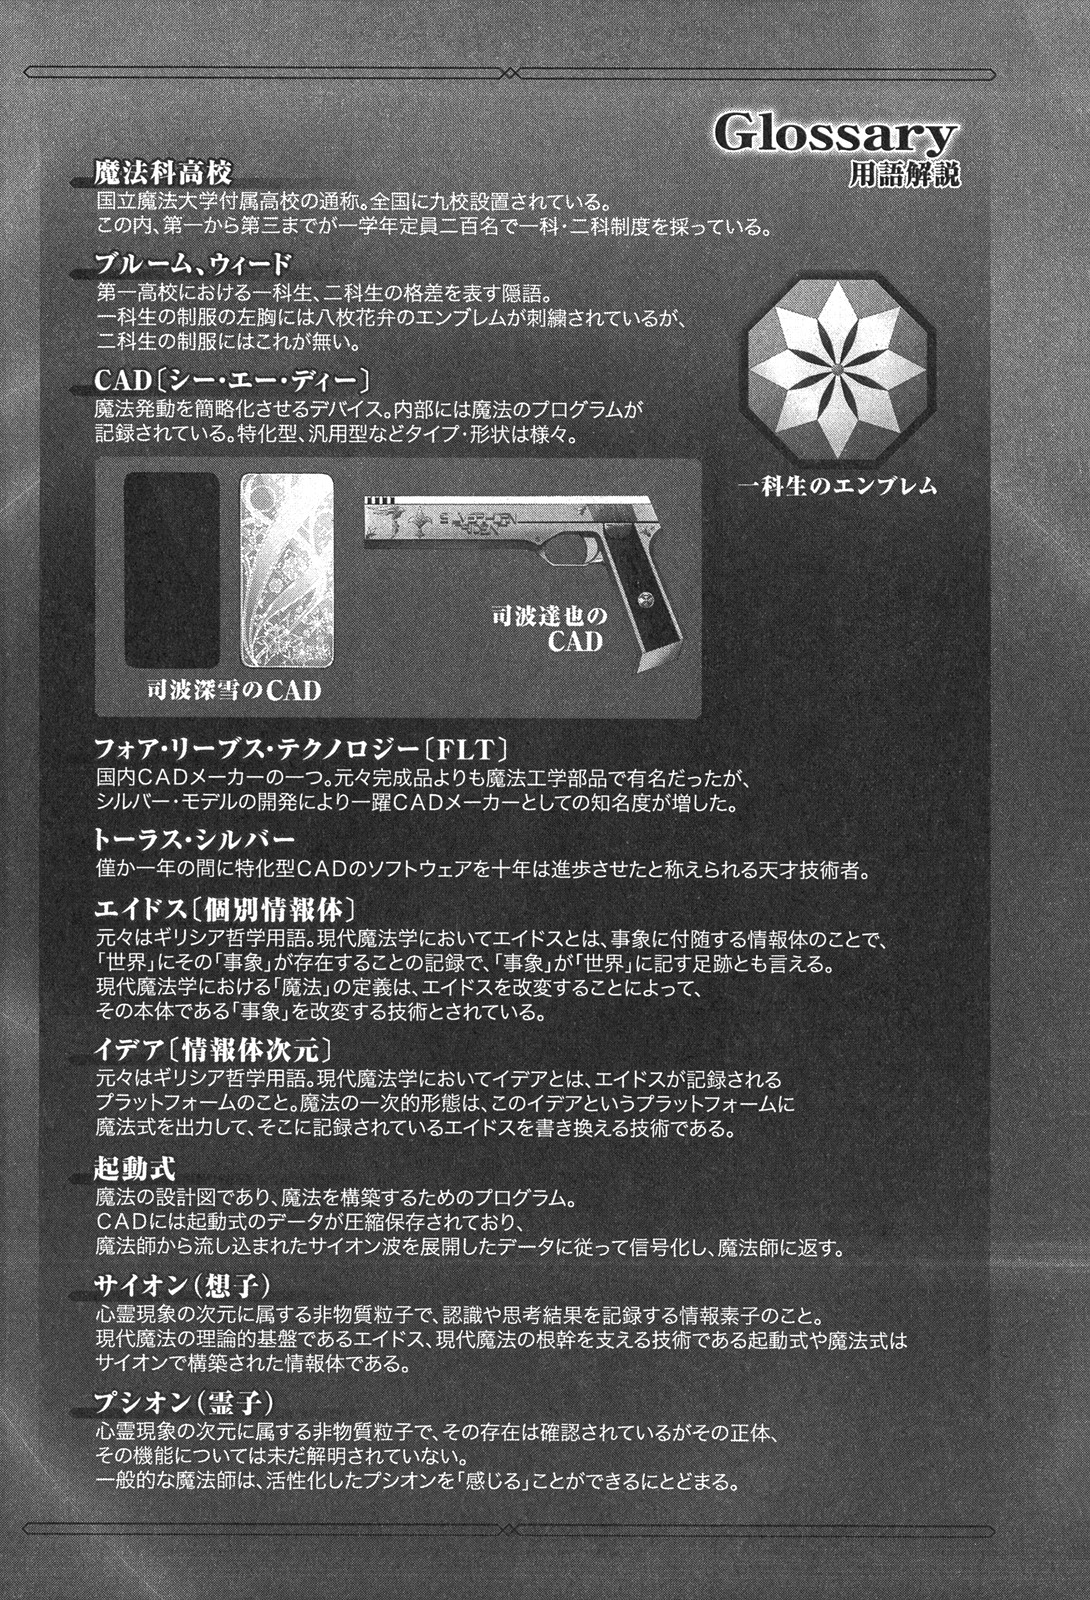 Glossary
用語解説
魔法科高校
国立魔法大学付属高校の通称。全国に九校設置されている。
この内、第一から第三までが一学年定員二百名で一科・二科制度を採っている。
ブルーム、ウィード
第一高校における一科生、二科生の格差を表す隠語。
一科生の制服の左胸には八枚花弁のエンブレムが刺繍されているが、
二科生の制服にはこれが無い。
一科生のエンブレム
CAD〔シー・エー・ディー〕
魔法発動を簡略化させるデバイス。内部には魔法のプログラムが
記録されている。特化型、汎用型などタイプ・形状は様々。
司波深雪のCAD
司波達也の
CAD
フォア・リーブス・テクノロジー〔FLT〕
国内CADメーカーの一つ。元々完成品よりも魔法工学部品で有名だったが、
シルバー・モデルの開発により一躍CADメーカーとしての知名度が増した。
トーラス・シルバー
僅か一年の間に特化型CADのソフトウェアを十年は進歩させたと称えられる天才技術者。
エイドス〔個別情報体〕
元々はギリシア哲学用語。現代魔法学においてエイドスとは、事象に付随する情報体のことで、
「世界」にその「事象」が存在することの記録で、「事象」が「世界」に記す足跡とも言える。
現代魔法学における「魔法」の定義は、エイドスを改変することによって、
その本体である「事象」を改変する技術とされている。
イデア〔情報体次元〕
元々はギリシア哲学用語。現代魔法学においてイデアとは、エイドスが記録される
プラットフォームのこと。魔法の一次的形態は、このイデアというプラットフォームに
魔法式を出力して、そこに記録されているエイドスを書き換える技術である。
起動式
魔法の設計図であり、魔法を構築するためのプログラム。
CADには起動式のデータが圧縮保存されており、
魔法師から流し込まれたサイオン波を展開したデータに従って信号化し、魔法師に返す。
サイオン（想子）
心霊現象の次元に属する非物質粒子で、認識や思考結果を記録する情報素子のこと。
現代魔法の理論的基盤であるエイドス、現代魔法の根幹を支える技術である起動式や魔法式は
サイオンで構築された情報体である。
プシオン（霊子）
心霊現象の次元に属する非物質粒子で、その存在は確認されているがその正体、
その機能については未だ解明されていない。
一般的な魔法師は、活性化したプシオンを「感じる」ことができるにとどまる。